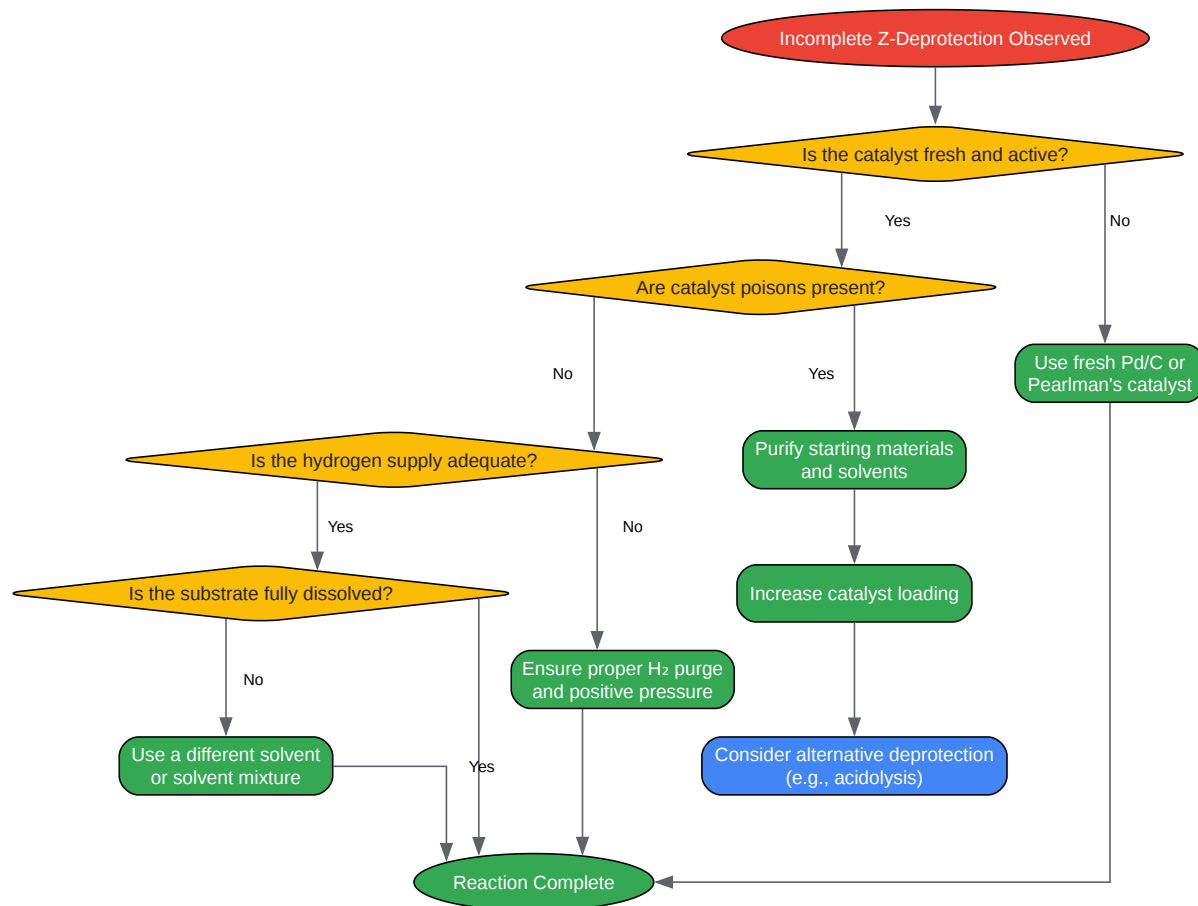 Incomplete Z-Deprotection Observed
Is the catalyst fresh and active?
Yes
No
Are catalyst poisons present?
No
Yes
Use fresh Pd/C or
Pearlman's catalyst
Is the hydrogen supply adequate?
Purify starting materials
and solvents
Yes
No
Is the substrate fully dissolved?
Increase catalyst loading
No
Ensure proper H₂ purge
and positive pressure
Use a different solvent
or solvent mixture
Yes
Consider alternative deprotection
(e.g., acidolysis)
Reaction Complete